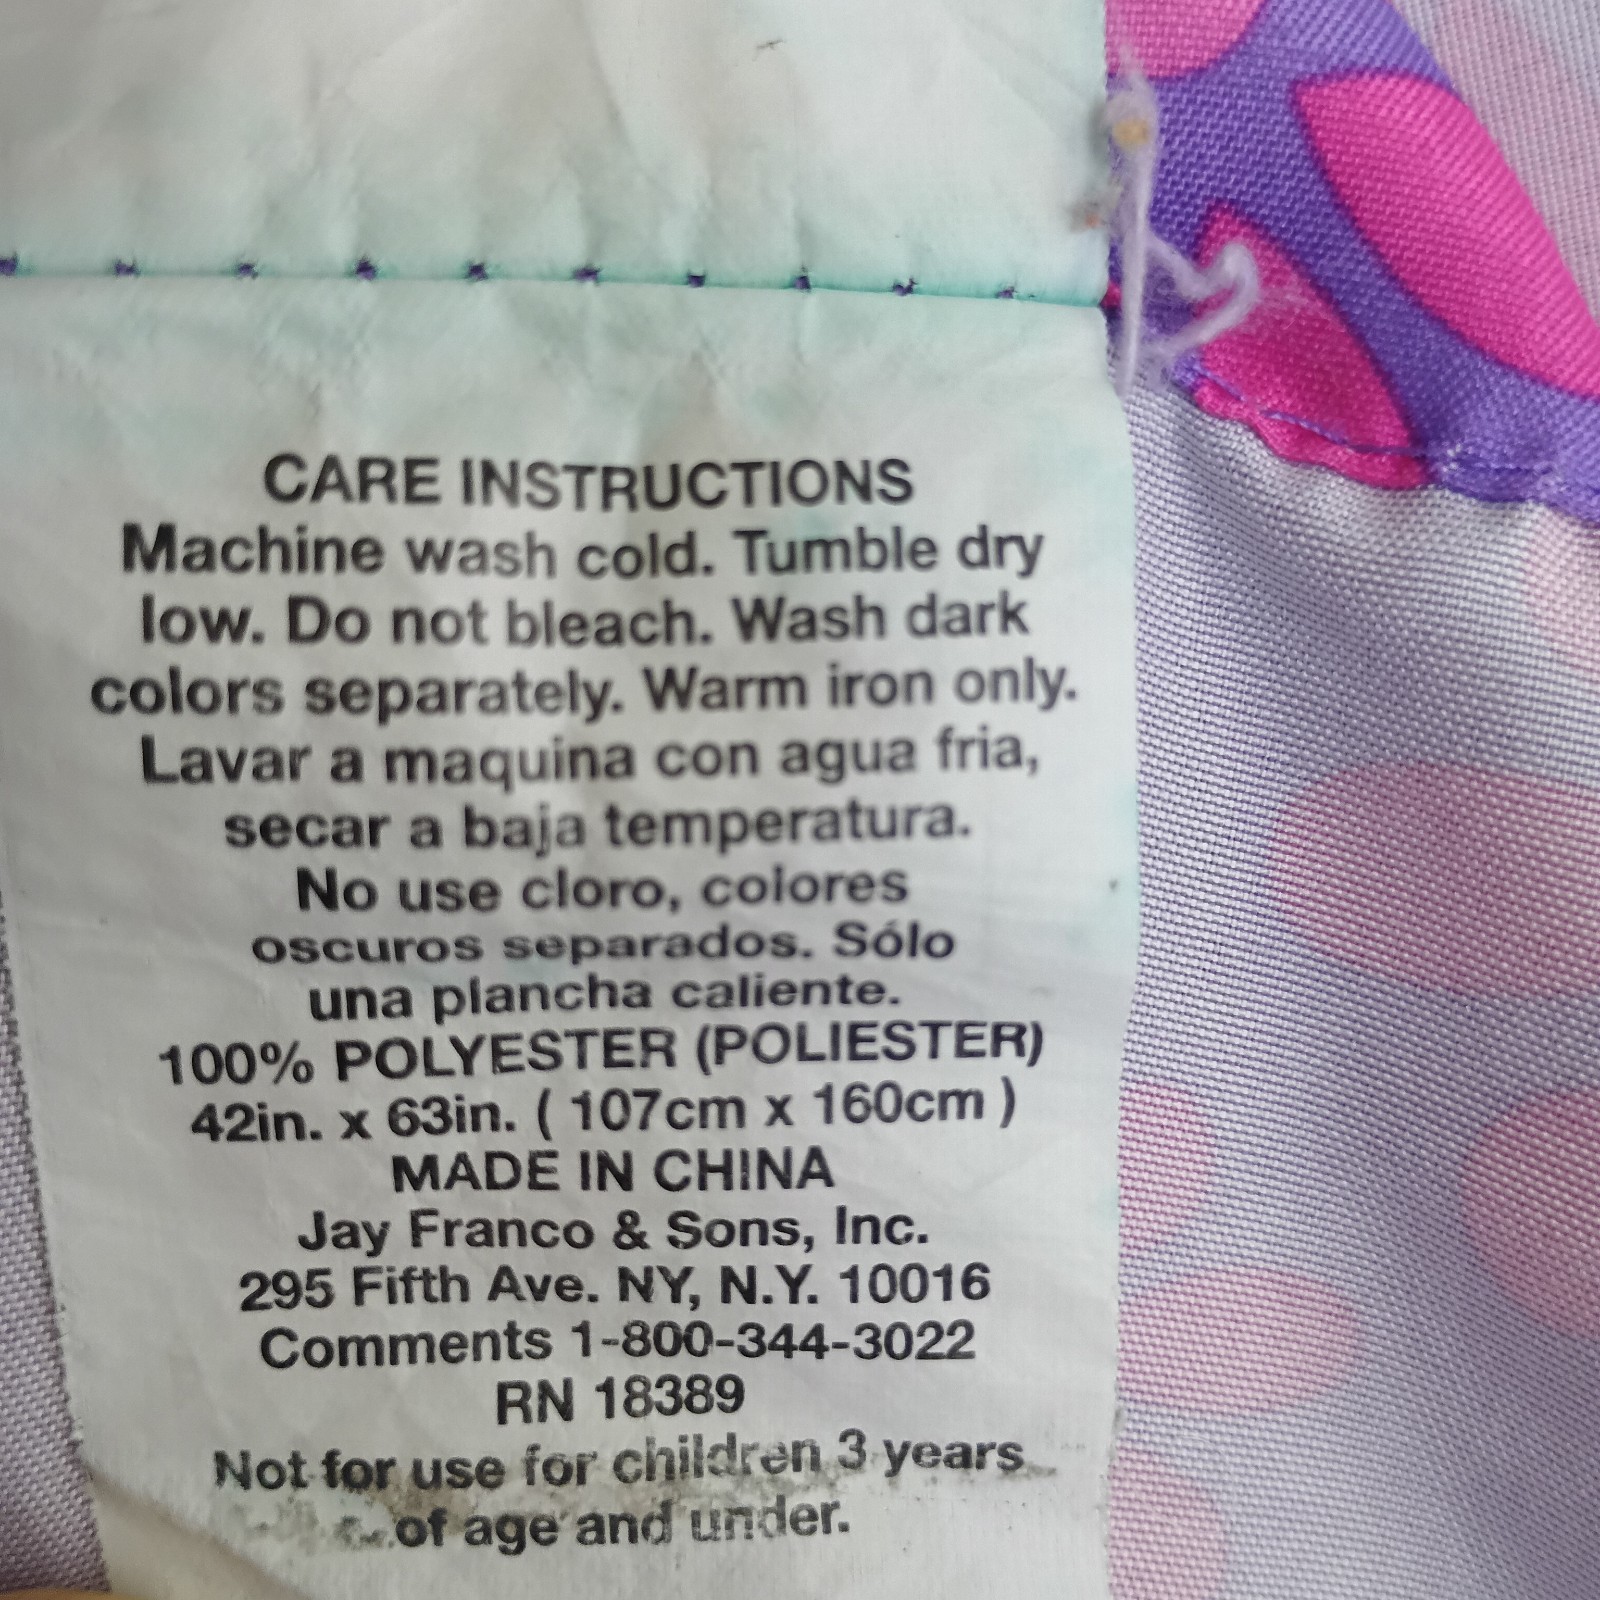 CARE INSTRUCTIONS
Machine wash cold. Tumble dry
low. Do not bleach. Wash dark
colors separately. Warm iron only.
Lavar a maquina con agua fria,
secar a baja temperatura.
No use cloro, colores
oscuros separados. Sólo
una plancha caliente.
100% POLYESTER (POLIESTER)
42in. x 63in. ( 107cm x 160cm )
MADE IN CHINA
Jay Franco & Sons, Inc.
295 Fifth Ave. NY, N.Y. 10016
Comments 1-800-344-3022
RN 18389
Not for use for children 3 years
of age and under.